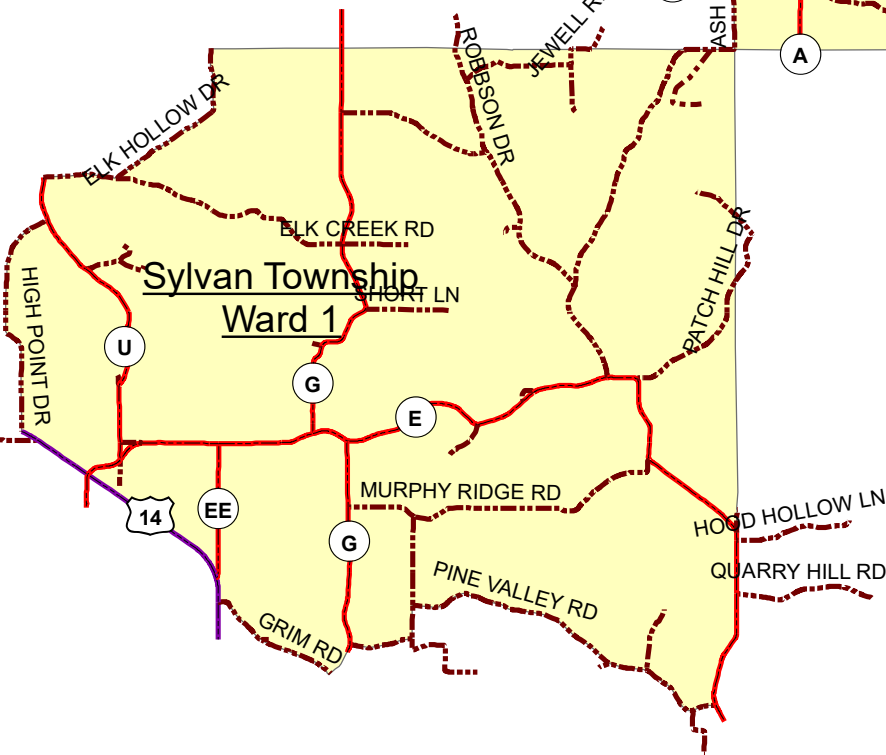 ASH
JEWELL R
A
ROBBSON DR
ELK HOLLOW DR
ELK CREEK RD
PATCH HILL DR
HIGH POINT DR
Sylvan Township
Ward 1
SHORT LN
U
G
E
MURPHY RIDGE RD
14
EE
G
HOOD HOLLOW LN
QUARRY HILL RD
PINE VALLEY RD
GRIM RD